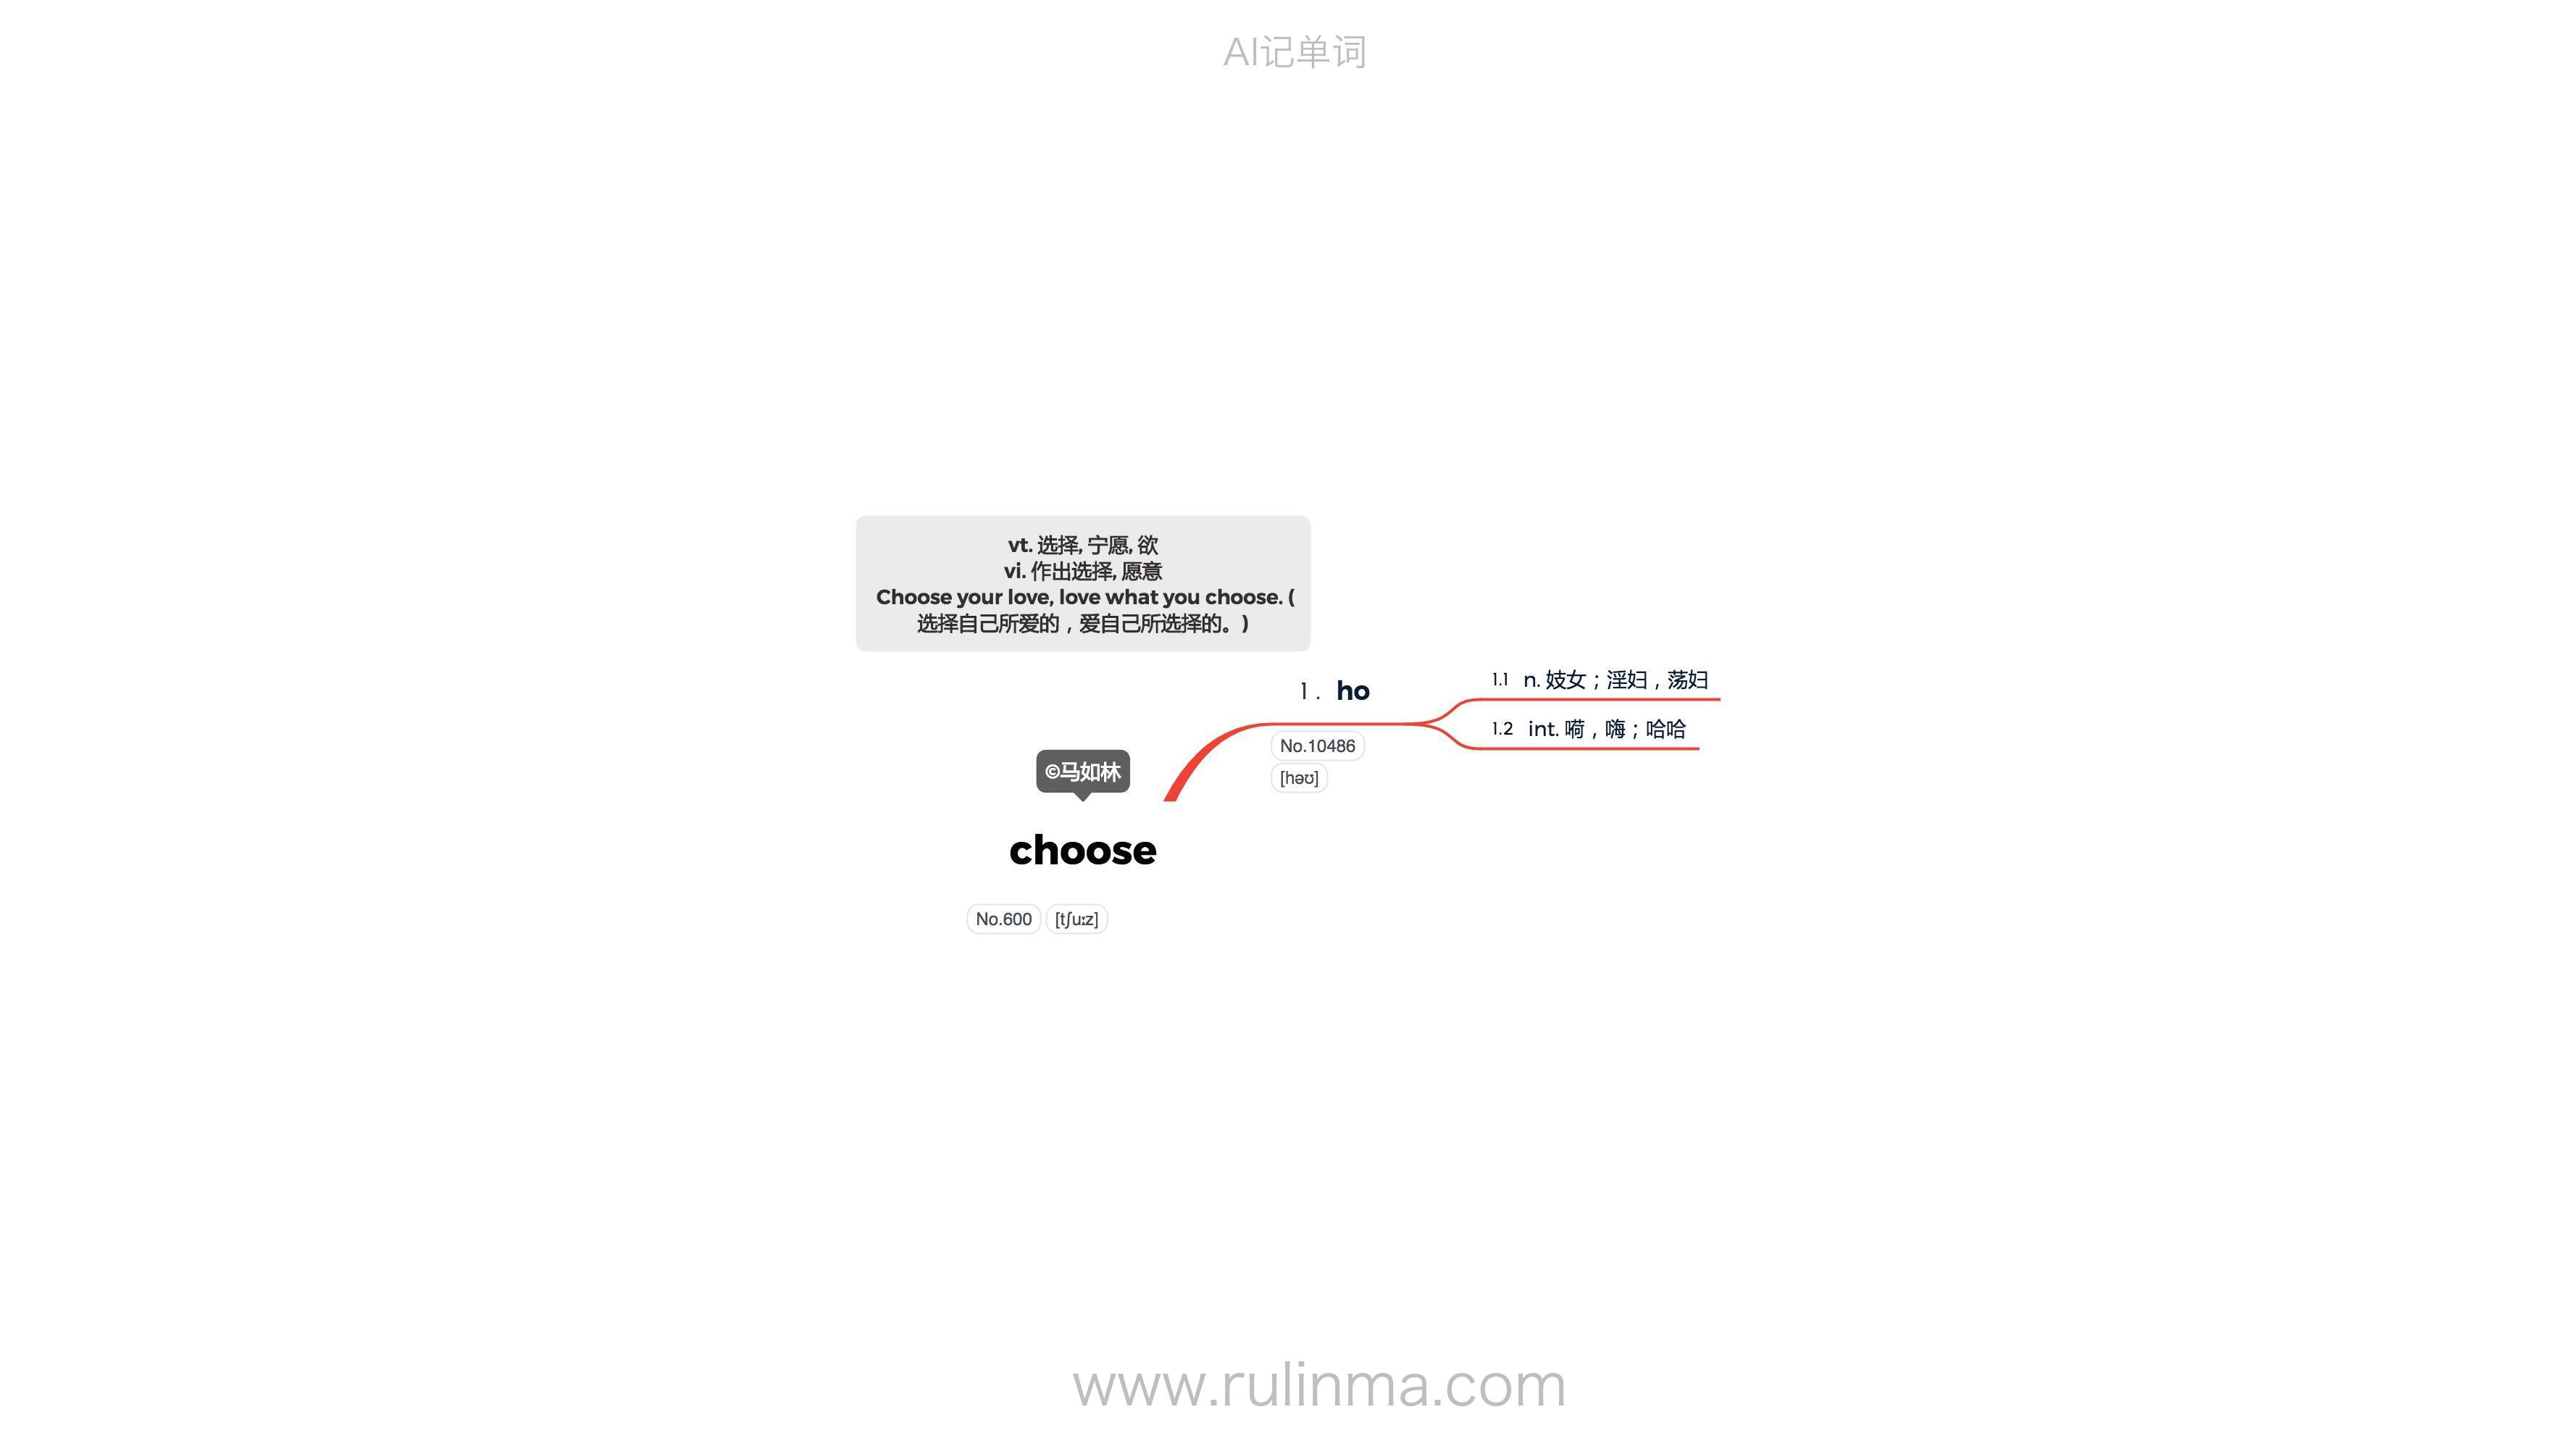 AI记单词
vt. 选择, 宁愿, 欲
vi. 作出选择, 愿意
Choose your love, love what you choose. (
选择自己所爱的，爱自己所选择的。)
1. ho
No.10486
[həʊ]
1.1 n. 妓女；淫妇，荡妇
1.2 int. 嗬，嗨；哈哈
©马如林
choose
No.600 [tʃuːz]
www.rulinma.com